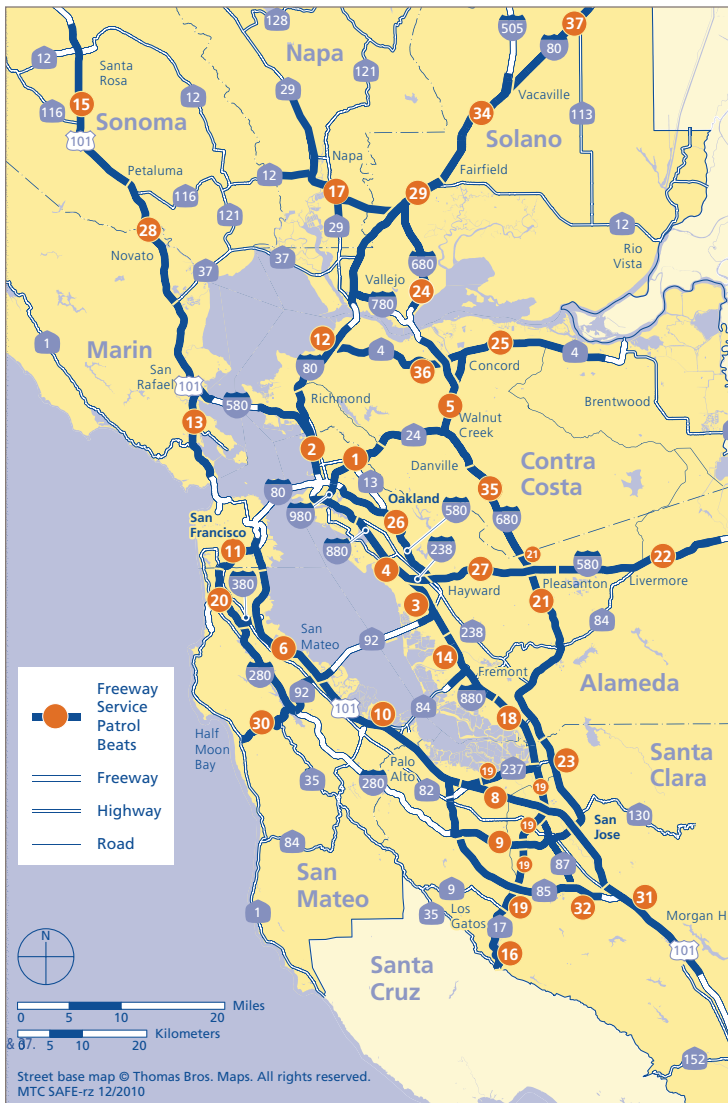 128
505
37
80
Napa
12
Santa
Rosa
121
29
Vacaville
116
15
12
34
113
Sonoma
Solano
101
Napa
Petaluma
Fairfield
12
17
29
116
121
29
12
28
Novato
37
37
680
Rio
Vista
Vallejo
24
780
1
12
25
Marin
80
4
4
36
Concord
San
Rafael
101
580
Richmond
5
Brentwood
13
Walnut
Creek
24
2
1
Danville
Contra
Costa
13
80
35
Oakland
980
580
San
Francisco
26
680
880
238
11
21
22
4
27
580
380
Hayward
Pleasanton
Livermore
20
3
21
84
San
Mateo
92
238
6
14
Fremont
280
Alameda
92
880
84
101
10
18
30
Half
Moon
Bay
Santa
Clara
Palo
Alto
23
19
237
35
280
82
8
19
130
19
San
Jose
84
9
19
87
San
Mateo
9
85
31
1
35
Los
Gatos
19
32
17
Morgan H
16
101
Santa
Cruz
152
Freeway
Service
Patrol
Beats
Freeway
Highway
Road
N
Miles
0 5 10 20
Kilometers
0 5 10 20
& 37.
Street base map © Thomas Bros. Maps. All rights reserved.
MTC SAFE-rz 12/2010